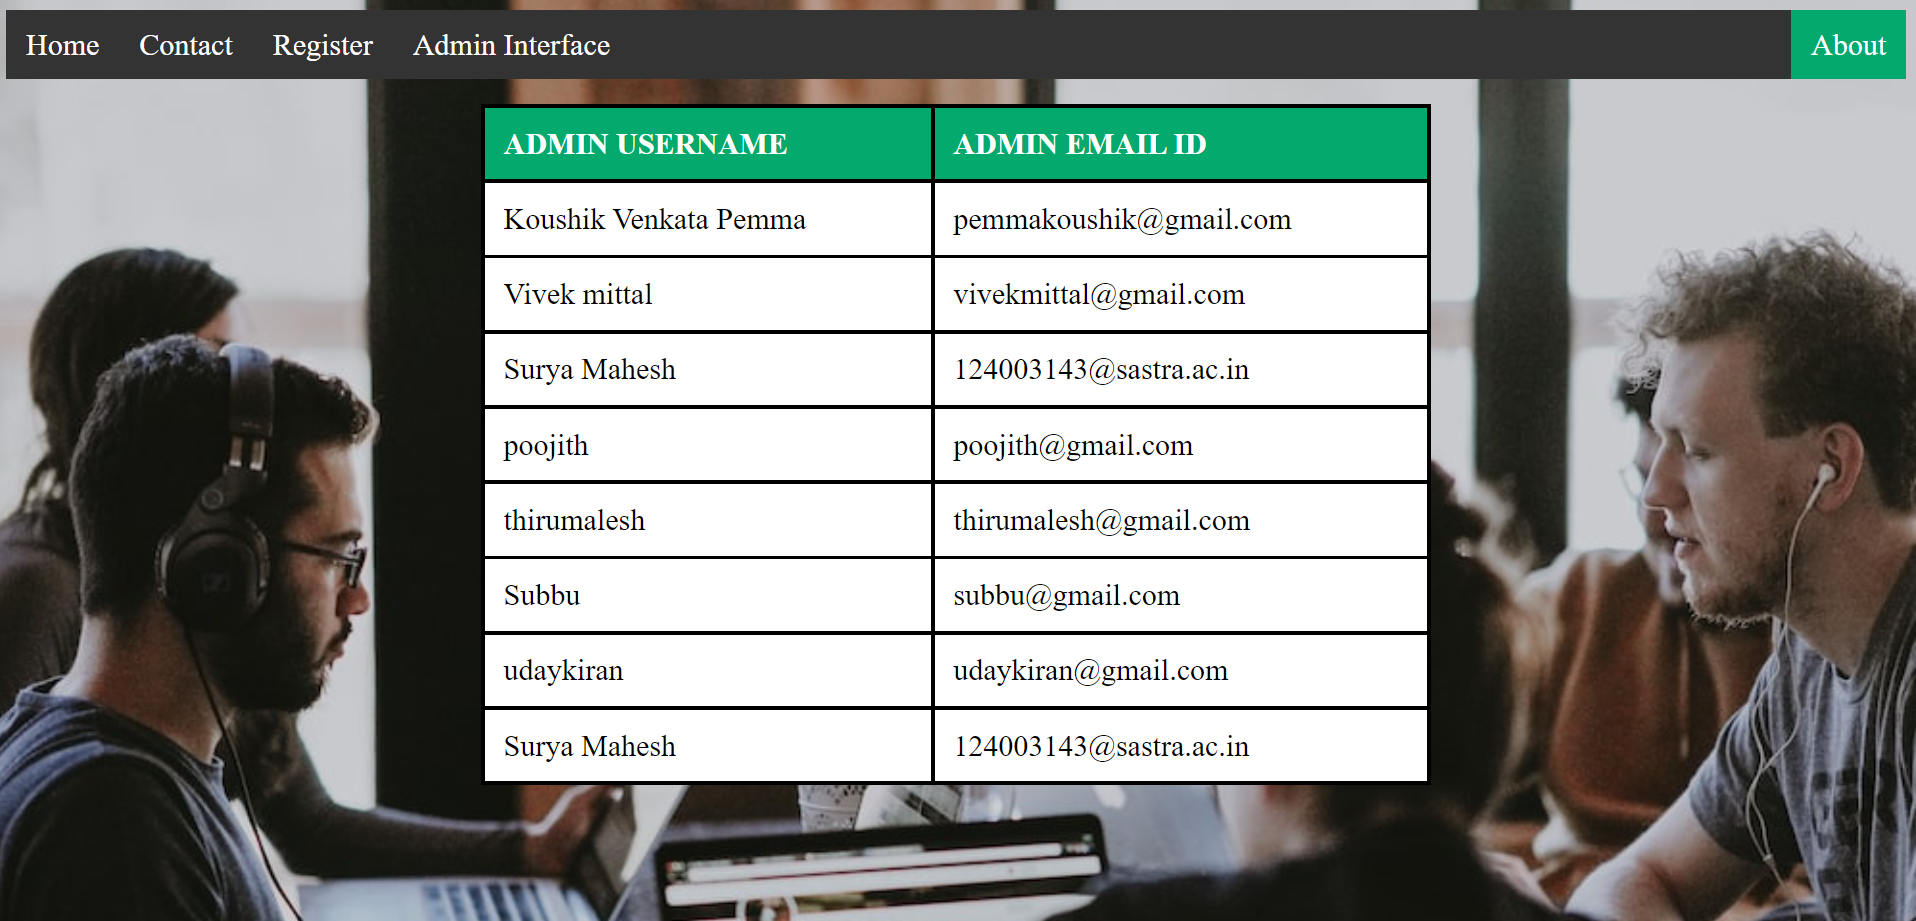 Home Contact Register Admin Interface About
ADMIN USERNAME ADMIN EMAIL ID
Koushik Venkata Pemma pemmakoushik@gmail.com
Vivek mittal vivekmittal@gmail.com
Surya Mahesh 124003143@sastra.ac.in
poojith poojith@gmail.com
thirumalesh thirumalesh@gmail.com
Subbu subbu@gmail.com
udaykiran udaykiran@gmail.com
Surya Mahesh 124003143@sastra.ac.in